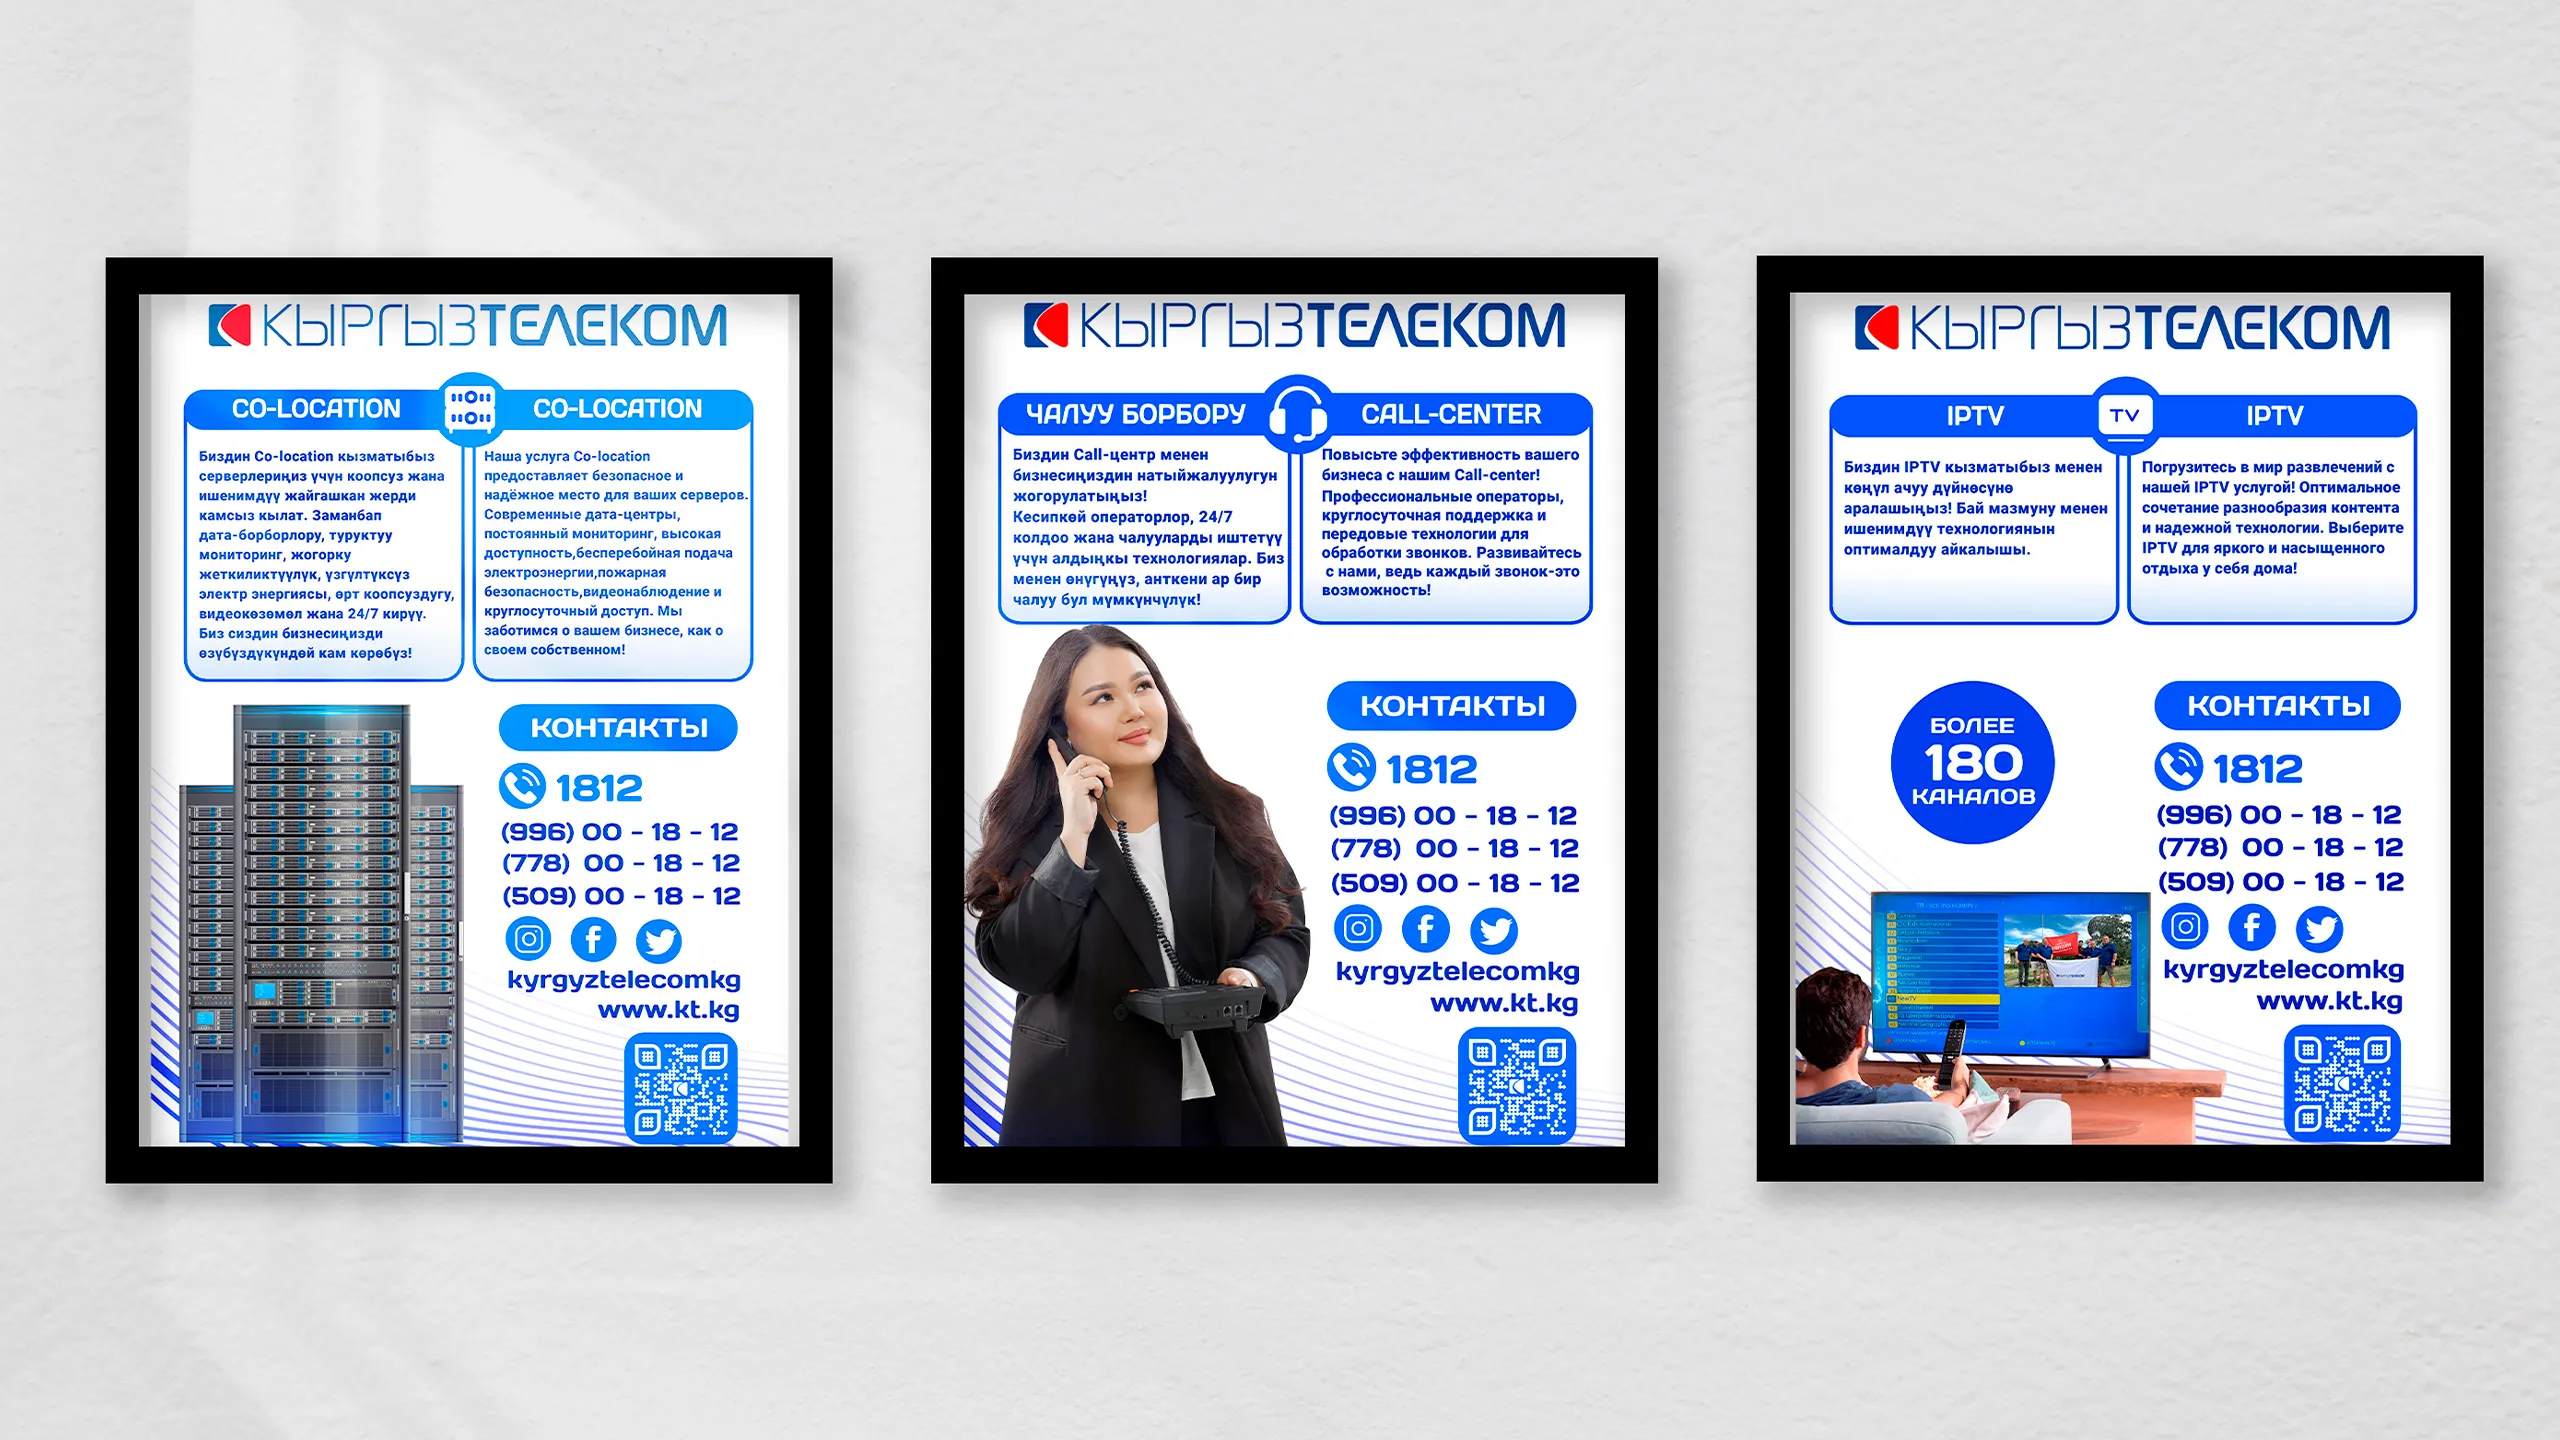 КЫРГЫЗТЕЛЕКОМ
CO-LOCATION
CO-LOCATION
Биздин Co-location кызматыбыз
серверлериңиз үчүн коопсуз жана
ишенимдүү жайгашкан жерди
камсыз кылат. Заманбап
дата-борборлору, туруктуу
мониторинг, жогорку
жеткиликтүүлүк, үзгүлтүксүз
электр энергиясы, өрт коопсуздугу,
видеокөзөмөл жана 24/7 кирүү.
Биз сиздин бизнесиңизди
өзүбүздүкүндөй кам көрөбүз!
Наша услуга Co-location
предоставляет безопасное и
надёжное место для ваших серверов.
Современные дата-центры,
постоянный мониторинг, высокая
доступность,бесперебойная подача
электроэнергии,пожарная
безопасность,видеонаблюдение и
круглосуточный доступ. Мы
заботимся о вашем бизнесе, как о
своем собственном!
КОНТАКТЫ
1812
(996) 00 - 18 - 12
(778) 00 - 18 - 12
(509) 00 - 18 - 12
kyrgyztelecomkg
www.kt.kg
КЫРГЫЗТЕЛЕКОМ
ЧАЛУУ БОРБОРУ
CALL-CENTER
Биздин Call-центр менен
бизнесиңиздин натыйжалуулугун
жогорулатыңыз!
Кесипкөй операторлор, 24/7
колдоо жана чалууларды иштетүү
үчүн алдыңкы технологиялар. Биз
менен өнүгүңүз, анткени ар бир
чалуу бул мүмкүнчүлүк!
Повысьте эффективность вашего
бизнеса с нашим Call-center!
Профессиональные операторы,
круглосуточная поддержка и
передовые технологии для
обработки звонков. Развивайтесь
с нами, ведь каждый звонок-это
возможность!
КОНТАКТЫ
1812
(996) 00 - 18 - 12
(778) 00 - 18 - 12
(509) 00 - 18 - 12
kyrgyztelecomkg
www.kt.kg
КЫРГЫЗТЕЛЕКОМ
IPTV
TV
IPTV
Биздин IPTV кызматыбыз менен
көңүл ачуу дүйнөсүнө
аралашыңыз! Бай мазмуну менен
ишенимдүү технологиянын
оптималдуу айкалышы.
Погрузитесь в мир развлечений с
нашей IPTV услугой! Оптимальное
сочетание разнообразия контента
и надежной технологии. Выберите
IPTV для яркого и насыщенного
отдыха у себя дома!
БОЛЕЕ
180
КАНАЛОВ
КОНТАКТЫ
1812
(996) 00 - 18 - 12
(778) 00 - 18 - 12
(509) 00 - 18 - 12
kyrgyztelecomkg
www.kt.kg
NewTV